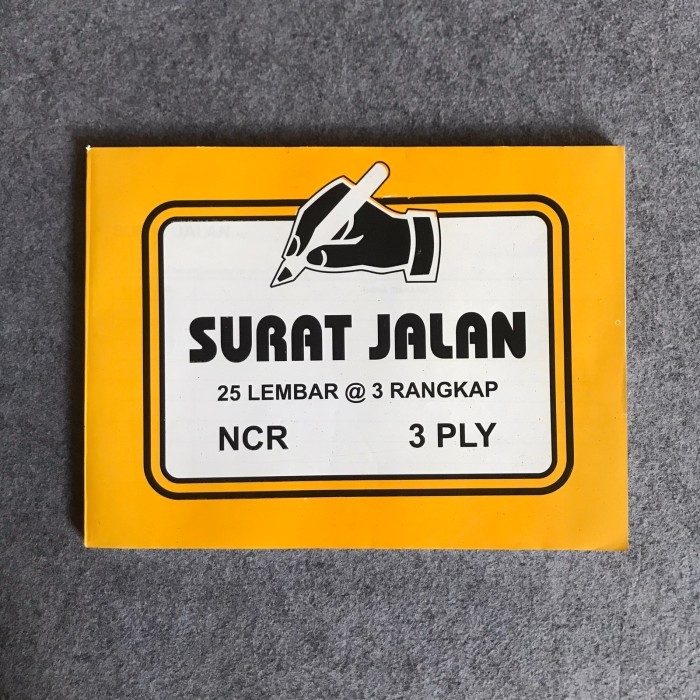 SURAT JALAN
25 LEMBAR @ 3 RANGKAP
NCR 3 PLY